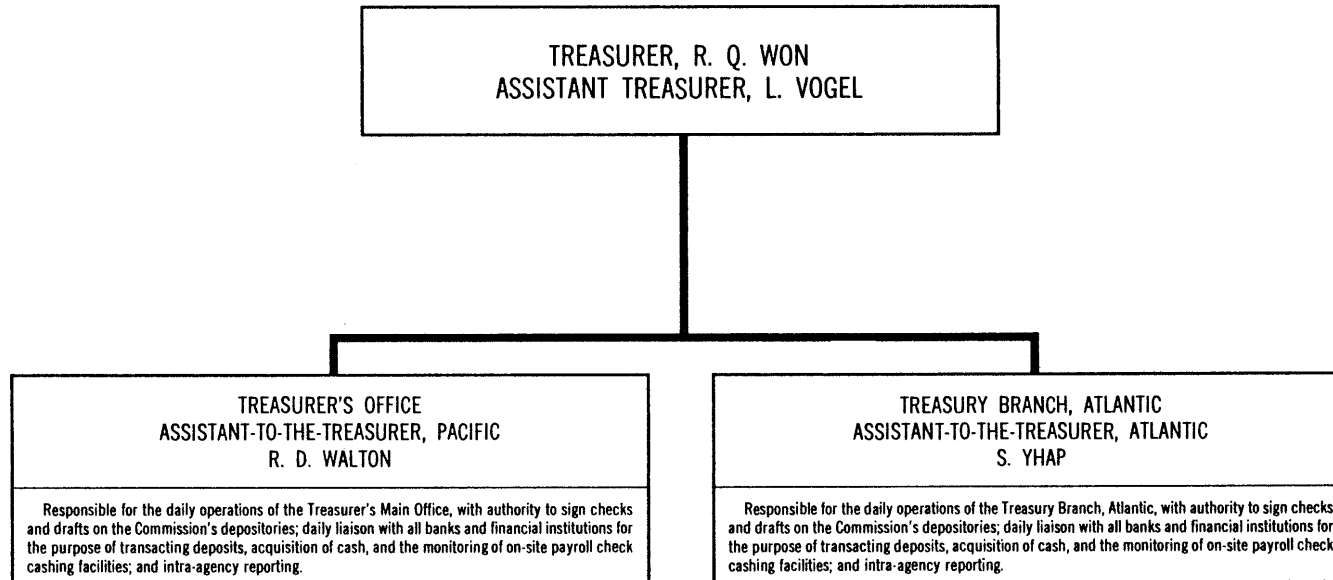 TREASURER, R. Q. WON
ASSISTANT TREASURER, L. VOGEL
TREASURER'S OFFICE
ASSISTANT-TO-THE-TREASURER, PACIFIC
R. D. WALTON
Responsible for the daily operations of the Treasurer's Main Office, with authority to sign checks
and drafts on the Commission's depositories; daily liaison with all banks and financial institutions for
the purpose of transacting deposits, acquisition of cash, and the monitoring of on-site payroll check
cashing facilities; and intra-agency reporting.
TREASURY BRANCH, ATLANTIC
ASSISTANT-TO-THE-TREASURER, ATLANTIC
S. YHAP
Responsible for the daily operations of the Treasury Branch, Atlantic, with authority to sign checks
and drafts on the Commission's depositories; daily liaison with all banks and financial institutions for
the purpose of transacting deposits, acquisition of cash, and the monitoring of on-site payroll check
cashing facilities; and intra-agency reporting.